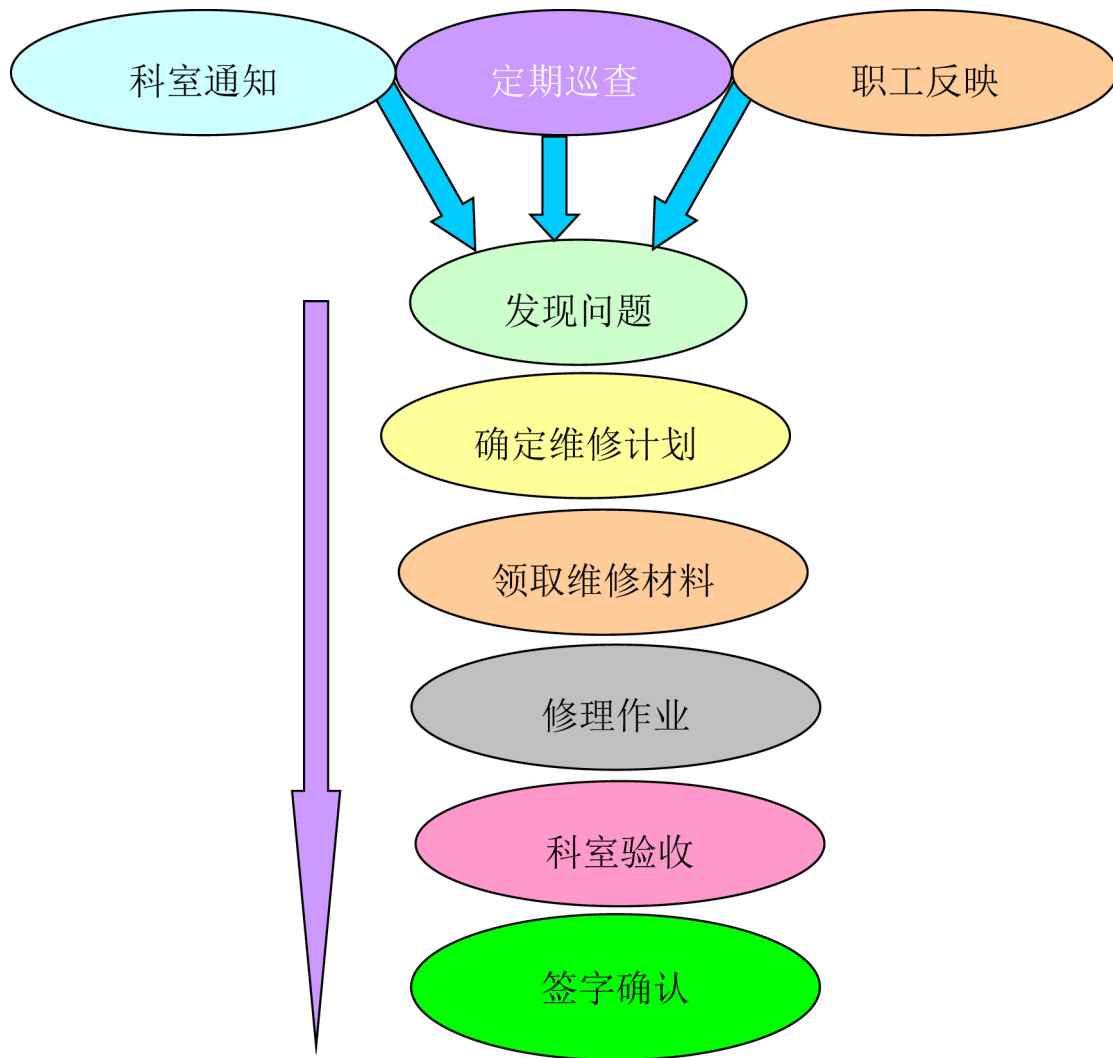 科室通知
定期巡查
职工反映
发现问题
确定维修计划
领取维修材料
修理作业
科室验收
签字确认